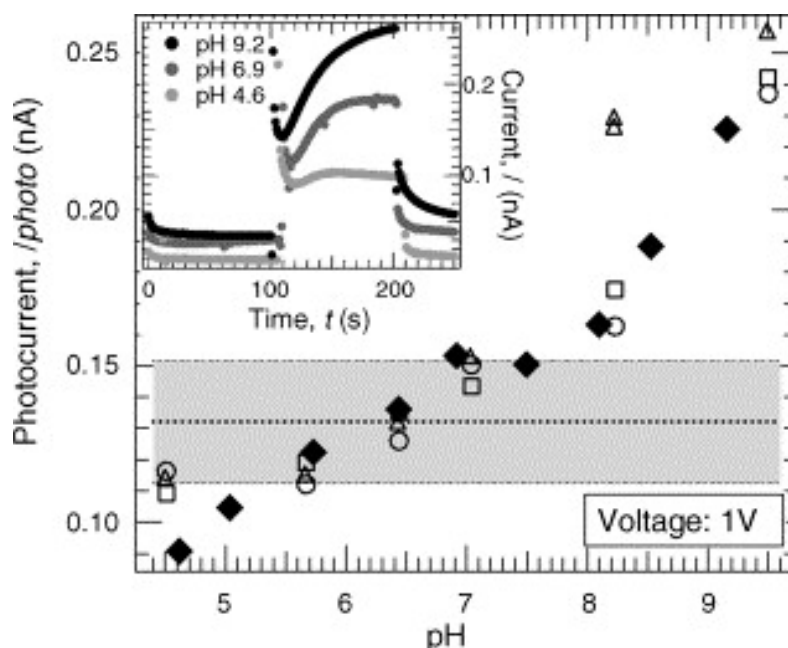 0.25
pH 9.2
pH 6.9
pH 4.6
0.2
0.1
Current, I (nA)
0 100 200
Time, t (s)
0.20
0.15
0.10
Photocurrent, Iphoto (nA)
Voltage: 1V
5 6 7 8 9
pH